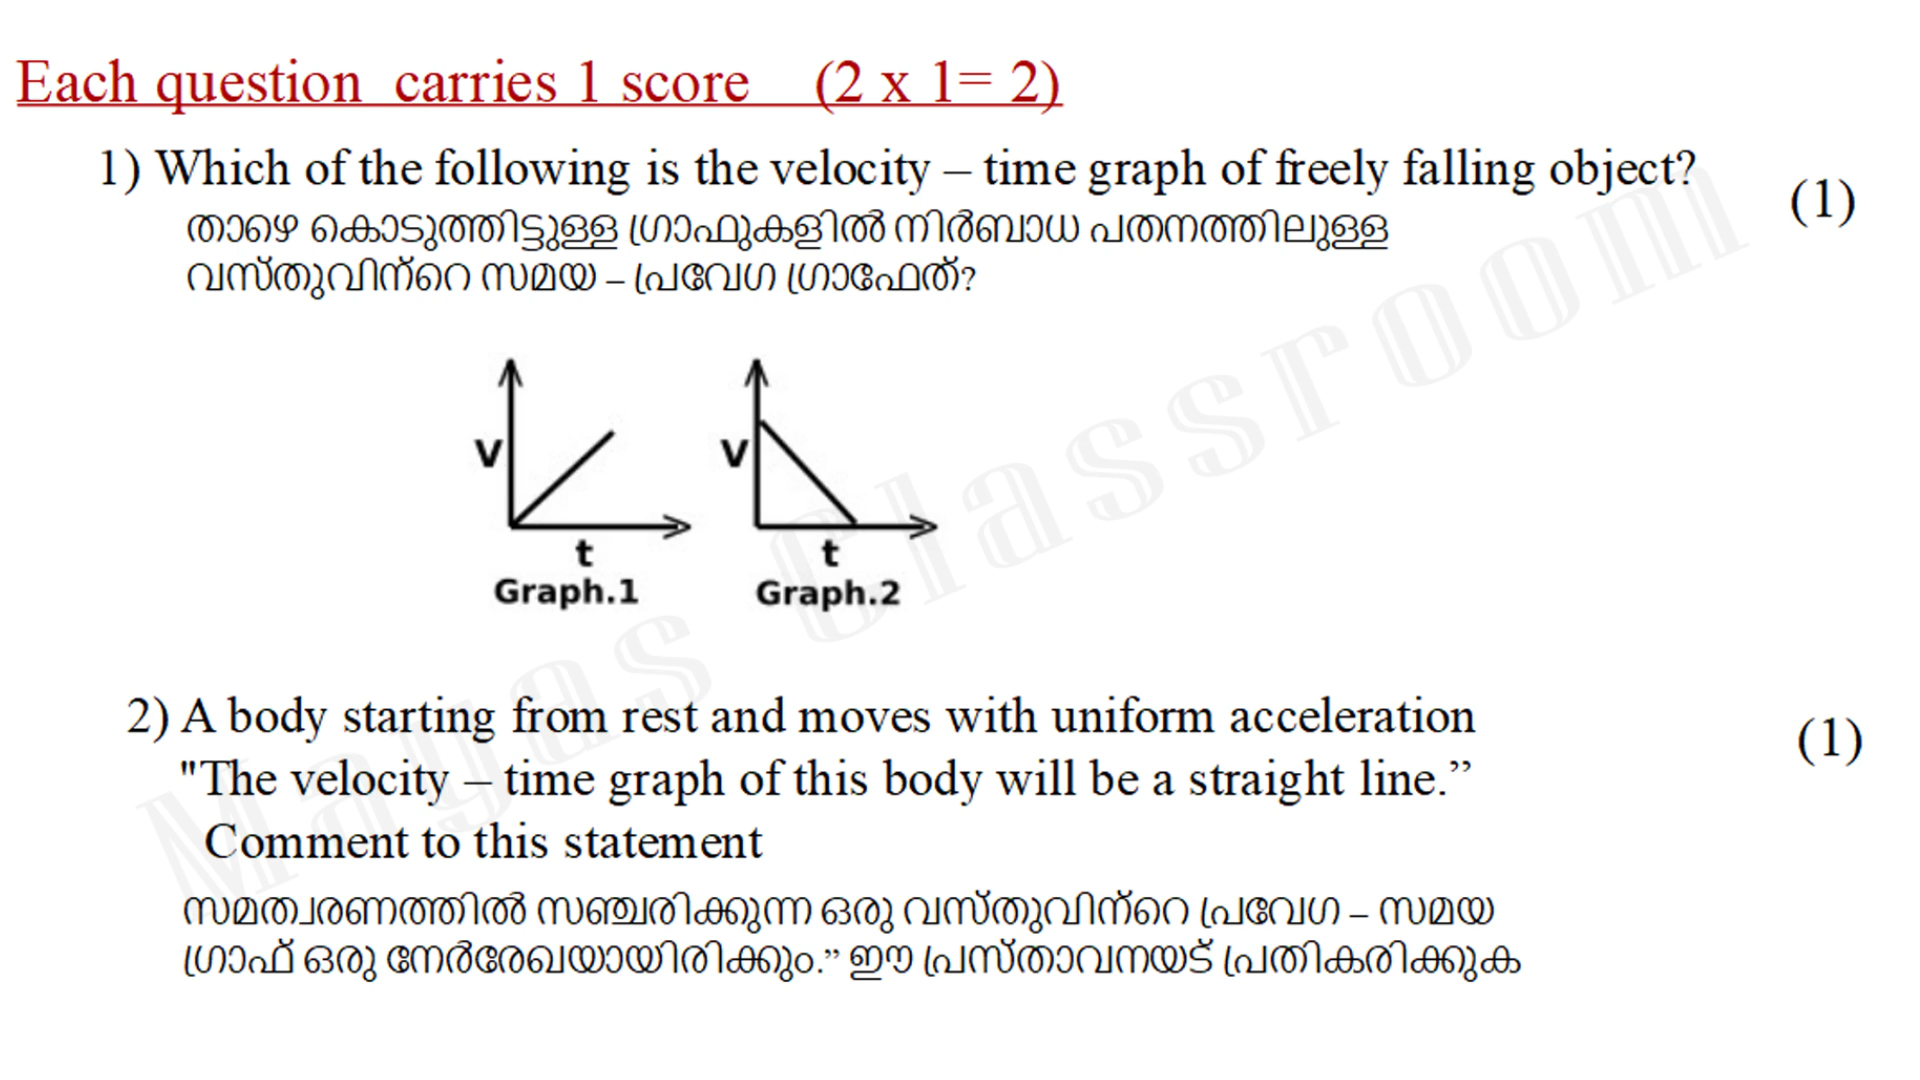 Each question  carries 1 score    (2 x 1= 2)
1) Which of the following is the velocity – time graph of freely falling object?
(1)
താഴെ കൊടുത്തിട്ടുള്ള ഗ്രാഫുകളിൽ നിർബാധ പതനത്തിലുള്ള
വസ്തുവിന്റെ സമയ – പ്രവേഗ ഗ്രാഫേത്?
V
t
Graph.1
V
t
Graph.2
2) A body starting from rest and moves with uniform acceleration
(1)
"The velocity – time graph of this body will be a straight line.”
Comment to this statement
സമത്വരണത്തിൽ സഞ്ചരിക്കുന്ന ഒരു വസ്തുവിന്റെ പ്രവേഗ – സമയ
ഗ്രാഫ് ഒരു നേർരേഖയായിരിക്കും.” ഈ പ്രസ്താവനയട് പ്രതികരിക്കുക
Magas Classroom